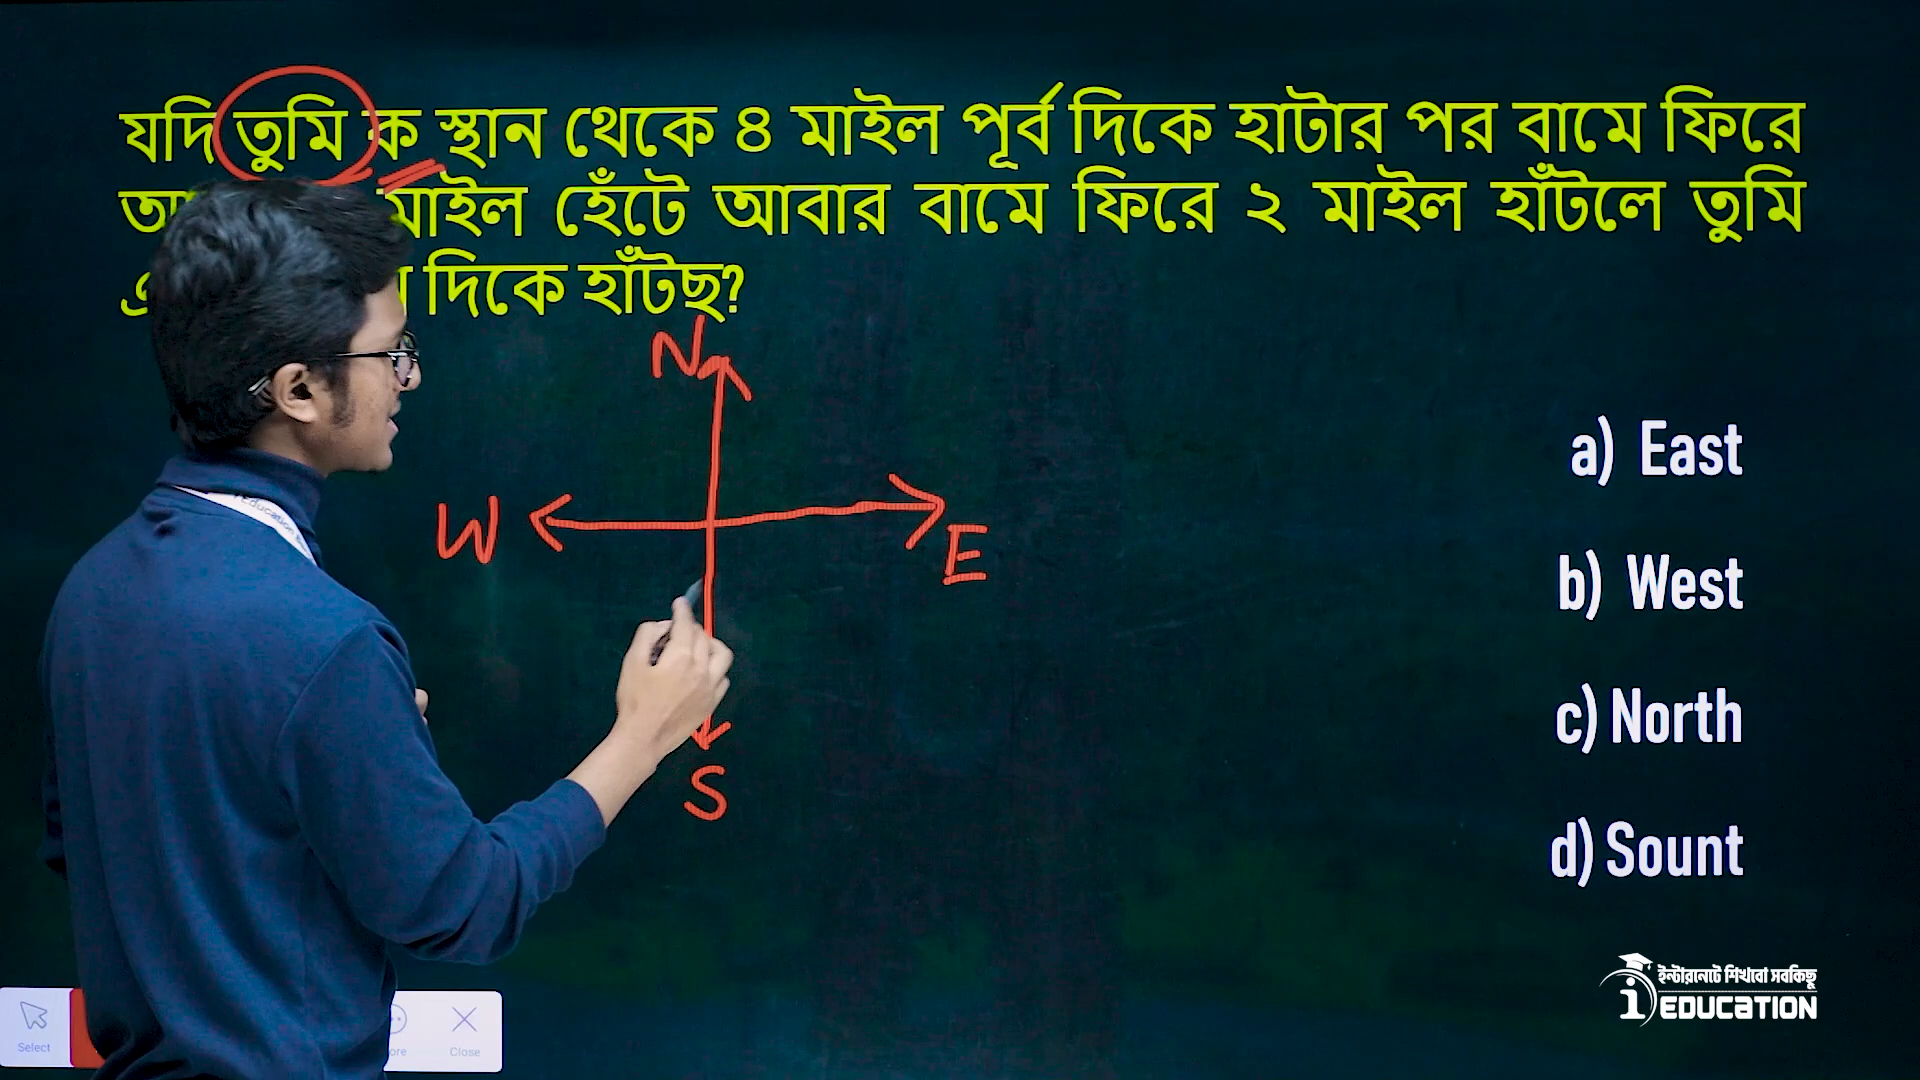 যদি তুমি ক স্থান থেকে ৪ মাইল পূর্ব দিকে হাটার পর বামে ফিরে
মাইল হেঁটে আবার বামে ফিরে ২ মাইল হাঁটলে তুমি
দিকে হাঁটছ?
N
W
E
S
a) East
b) West
c) North
d) Sount
ইন্টারনেটে শিখবো সবকিছু
iEDUCATION
Select
Close